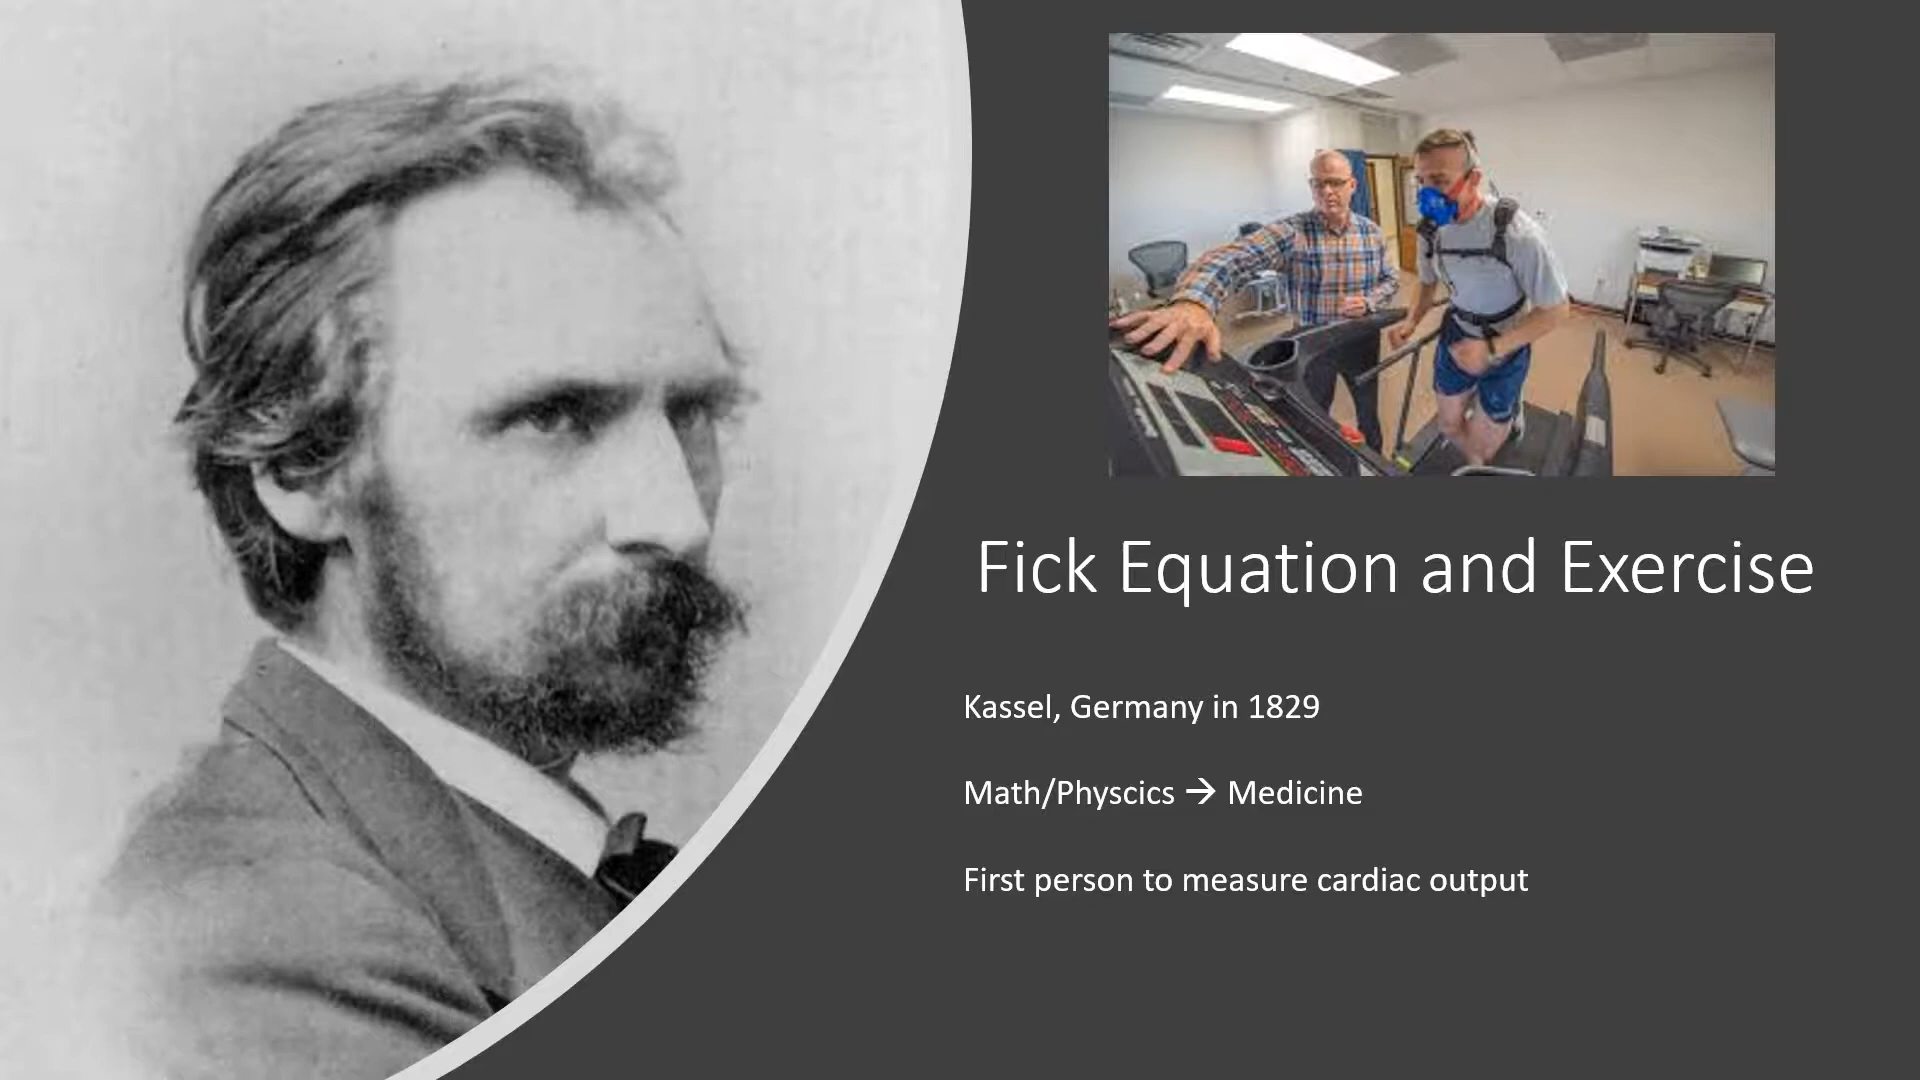 Fick Equation and Exercise
Kassel, Germany in 1829
Math/Physcics → Medicine
First person to measure cardiac output